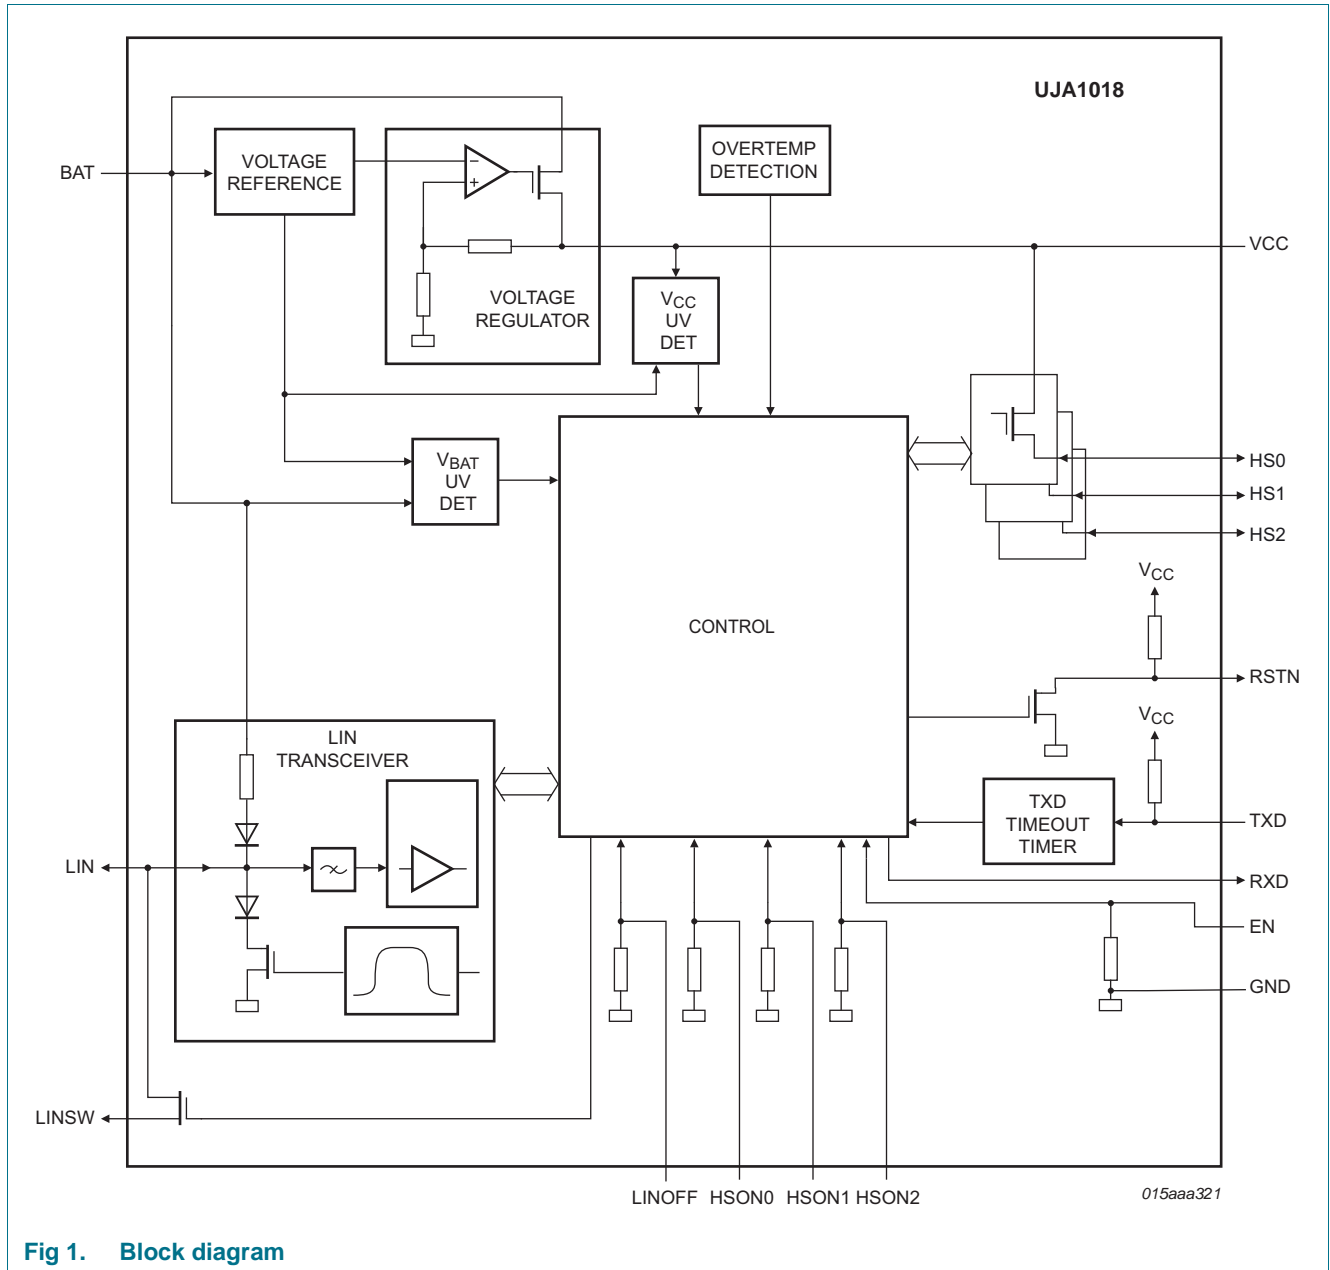 UJA1018
BAT
VOLTAGE
REFERENCE
−
+
VOLTAGE
REGULATOR
OVERTEMP
DETECTION
VCC
VCC
UV
DET
VBAT
UV
DET
CONTROL
HS0
HS1
HS2
VCC
RSTN
VCC
TXD
TIMEOUT
TIMER
TXD
RXD
EN
GND
LIN
TRANSCEIVER
LIN
LINSW
LINOFF HSON0 HSON1 HSON2
015aaa321
Fig 1. Block diagram